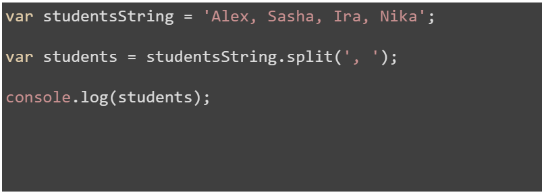 var studentsString = 'Alex, Sasha, Ira, Nika';
var students = studentsString.split(', ');
console.log(students);